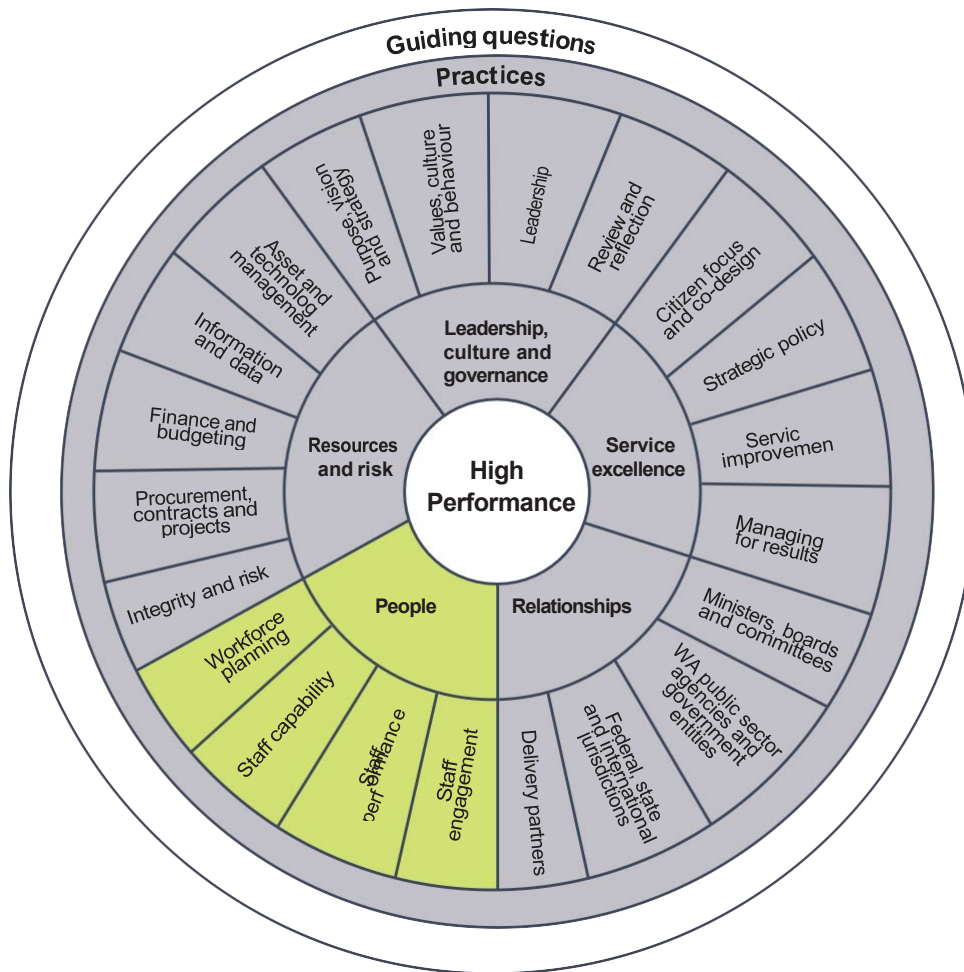 Guiding questions
Practices
Purpose, vision
and strategy
Values, culture
and behaviour
Leadership
Review and
reflection
Citizen focus
and co-design
Strategic policy
Servic
improvemen
Managing
for results
Ministers, boards
and committees
WA public sector
agencies and
government
entities
Federal, state
and international
jurisdictions
Delivery partners
Staff
engagement
Staff
performance
Staff capability
Workforce
planning
Integrity and risk
Procurement,
contracts and
projects
Finance and
budgeting
Information
and data
Asset and
technolog
management
Leadership,
culture and
governance
Service
excellence
Relationships
People
Resources
and risk
High
Performance